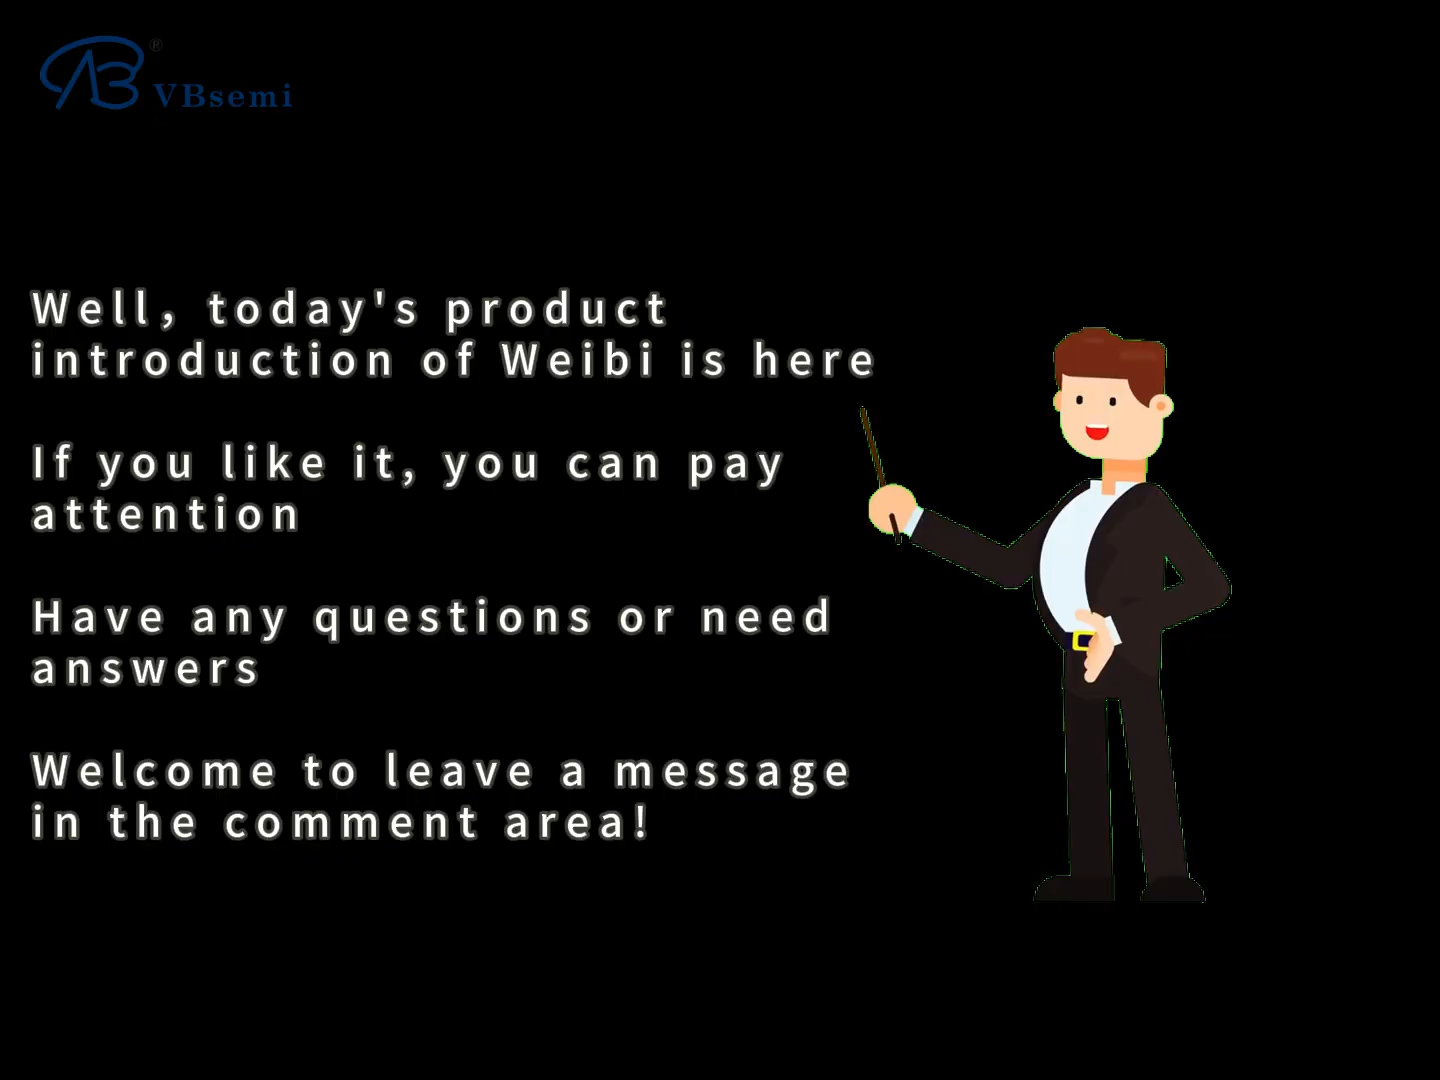 ®
VBsemi
Well, today's product
introduction of Weibi is here
If you like it, you can pay
attention
Have any questions or need
answers
Welcome to leave a message
in the comment area!